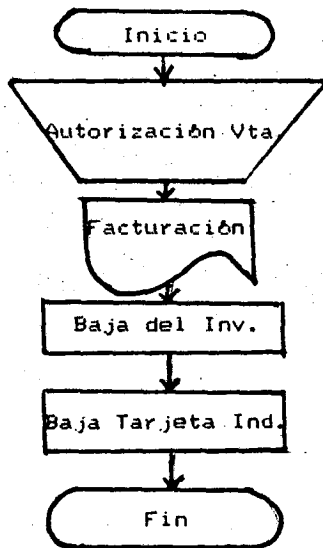 Inicio
Autorización Vta.
Facturación
Baja del Inv.
Baja Tarjeta Ind.
Fin